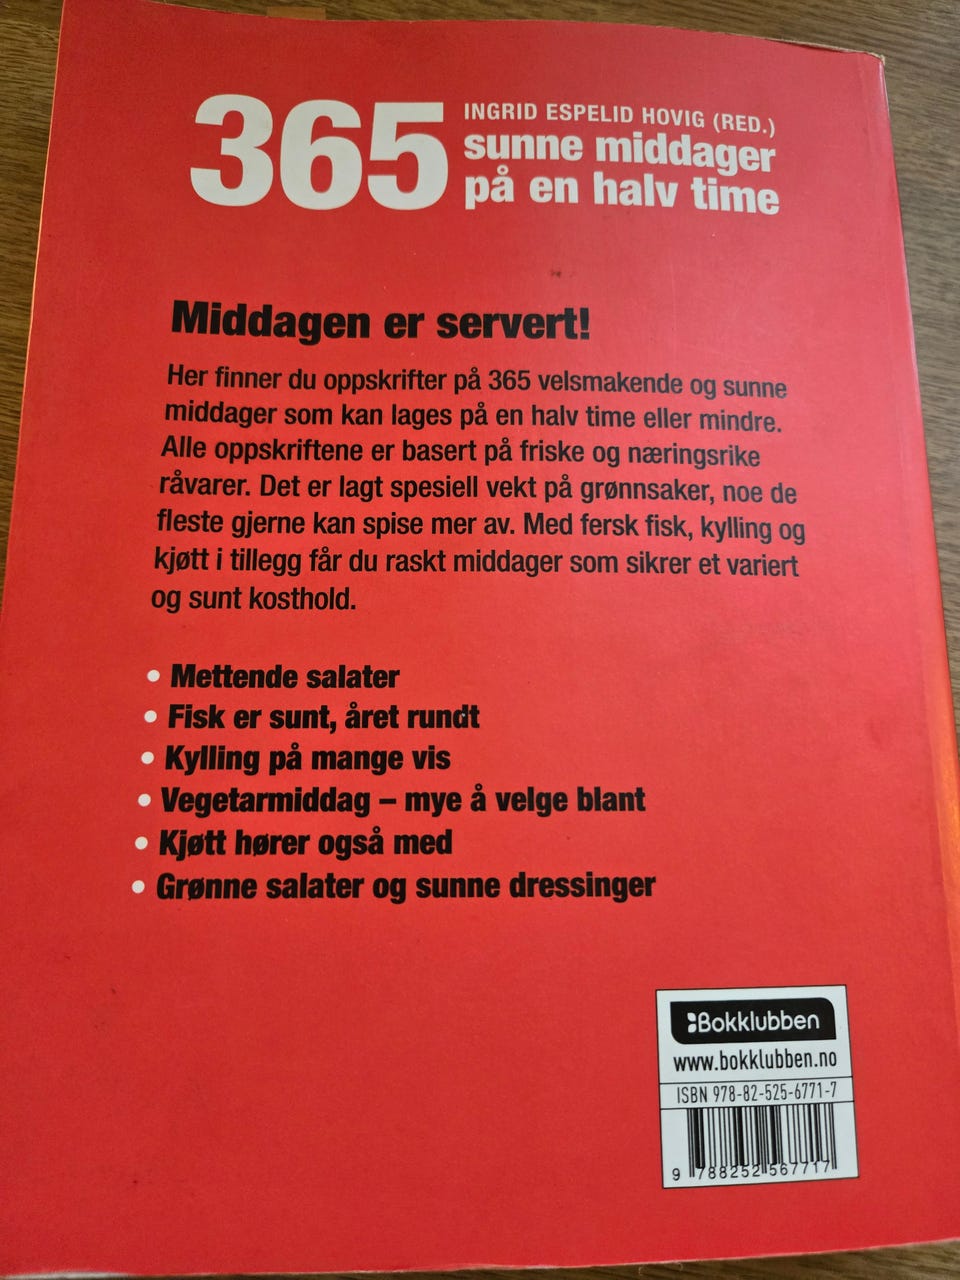 365
INGRID ESPELID HOVIG (RED.)
sunne middager
på en halv time
Middagen er servert!
Her finner du oppskrifter på 365 velsmakende og sunne
middager som kan lages på en halv time eller mindre.
Alle oppskriftene er basert på friske og næringsrike
råvarer. Det er lagt spesiell vekt på grønnsaker, noe de
fleste gjerne kan spise mer av. Med fersk fisk, kylling og
kjøtt i tillegg får du raskt middager som sikrer et variert
og sunt kosthold.
• Mettende salater
• Fisk er sunt, året rundt
• Kylling på mange vis
• Vegetarmiddag – mye å velge blant
• Kjøtt hører også med
• Grønne salater og sunne dressinger
Bokklubben
www.bokklubben.no
ISBN 978-82-525-6771-7
9 788252 567717